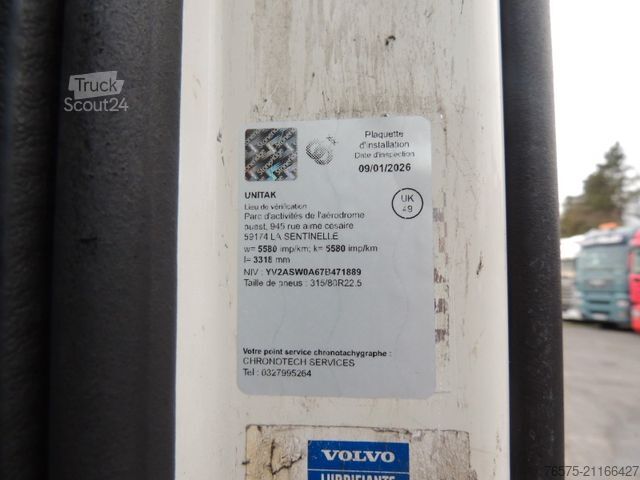 Truck
Scout24
Plaquette
d'installation
Date d'inspection
09/01/2026
UNITAK
Lieu de vérification
Parc d'activités de l'aérodrome
ouest, 945 rue aime cesaire
59174 LA SENTINELLE
UK
49
w= 5580 imp/km; k= 5580 imp/km
l= 3318 mm
NIV : YV2ASW0A67B471889
Taille de pneus : 315/80R22.5
Votre point service chronotachygraphe :
CHRONOTECH SERVICES
Tel : 0327995264
VOLVO
LUBRIFIANTS
76575-21166427